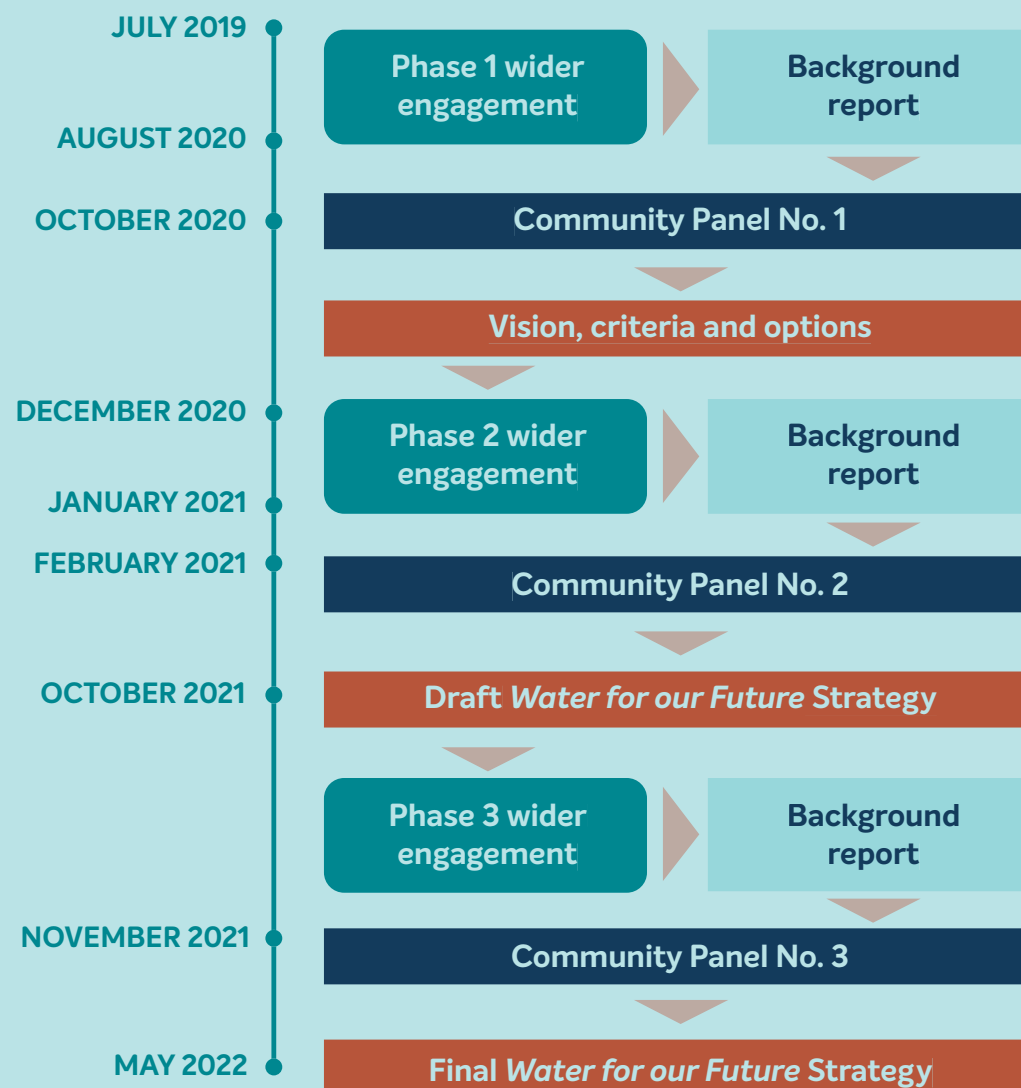 JULY 2019
Phase 1 wider
engagement
Background
report
AUGUST 2020
OCTOBER 2020
Community Panel No. 1
Vision, criteria and options
DECEMBER 2020
Phase 2 wider
engagement
Background
report
JANUARY 2021
FEBRUARY 2021
Community Panel No. 2
OCTOBER 2021
Draft Water for our Future Strategy
Phase 3 wider
engagement
Background
report
NOVEMBER 2021
Community Panel No. 3
MAY 2022
Final Water for our Future Strategy